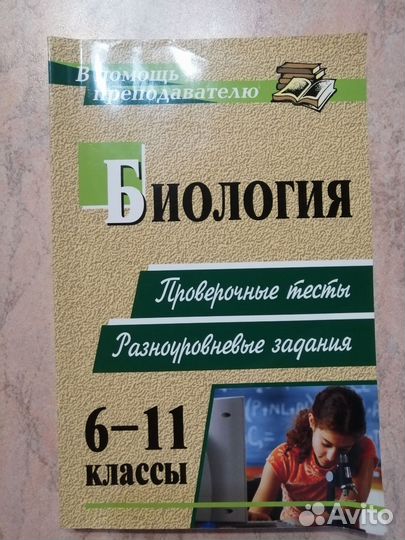 В помощь
преподавателю
Биология
Проверочные тесты
Разноуровневые задания
6–11
классы
Avito